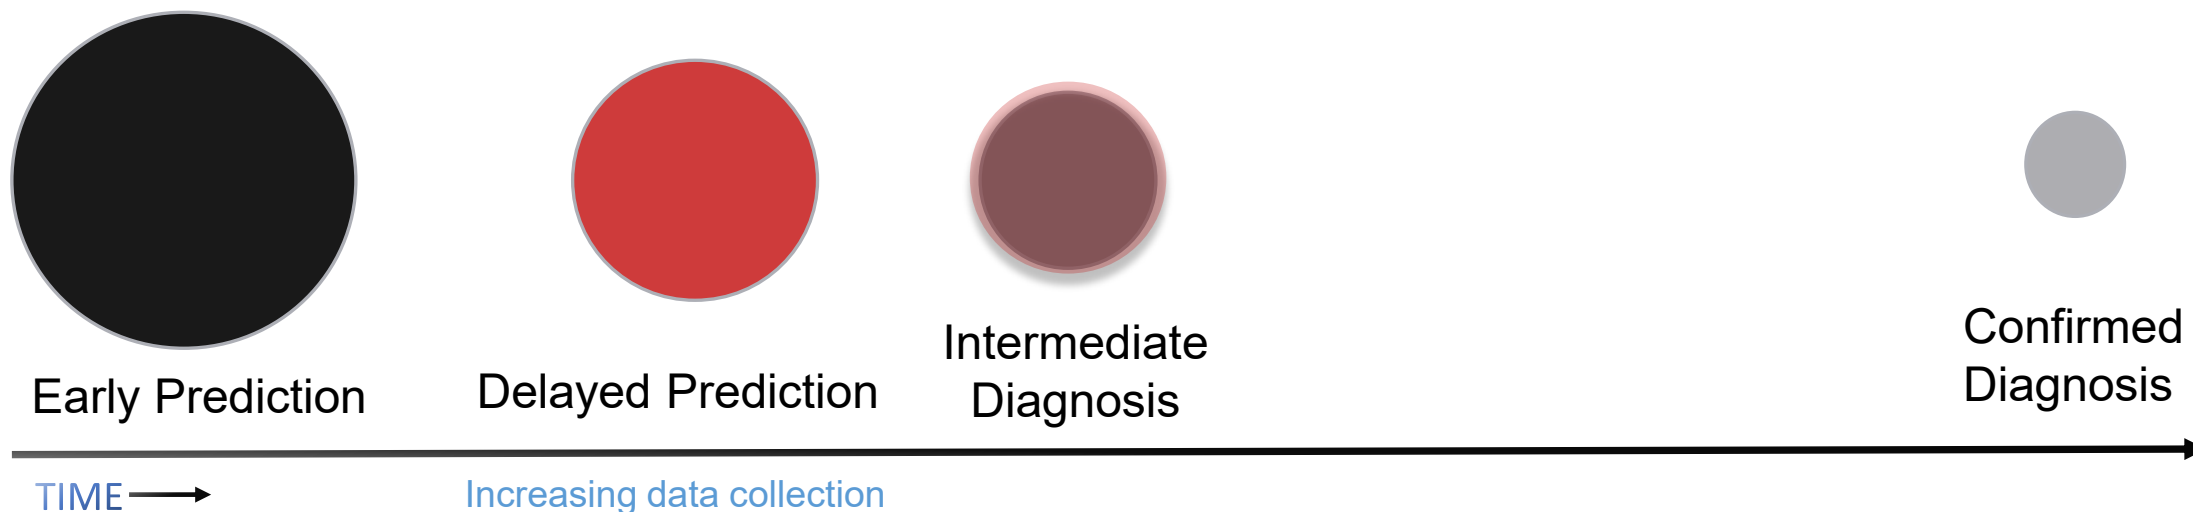 Early Prediction
Delayed Prediction
Intermediate
Diagnosis
Confirmed
Diagnosis
TIME
Increasing data collection